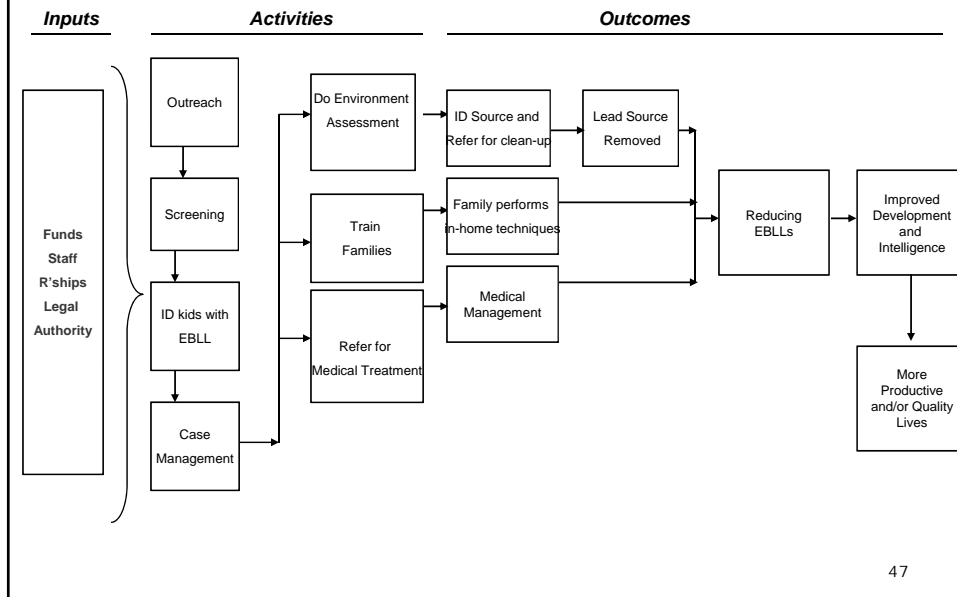 Inputs
Activities
Outcomes
Funds
Staff
R'ships
Legal
Authority
Outreach
Screening
ID kids with
EBLL
Case
Management
Do Environment
Assessment
Train
Families
Refer for
Medical Treatment
ID Source and
Refer for clean-up
Lead Source
Removed
Family performs
in-home techniques
Medical
Management
Reducing
EBLLs
Improved
Development
and
Intelligence
More
Productive
and/or Quality
Lives
47